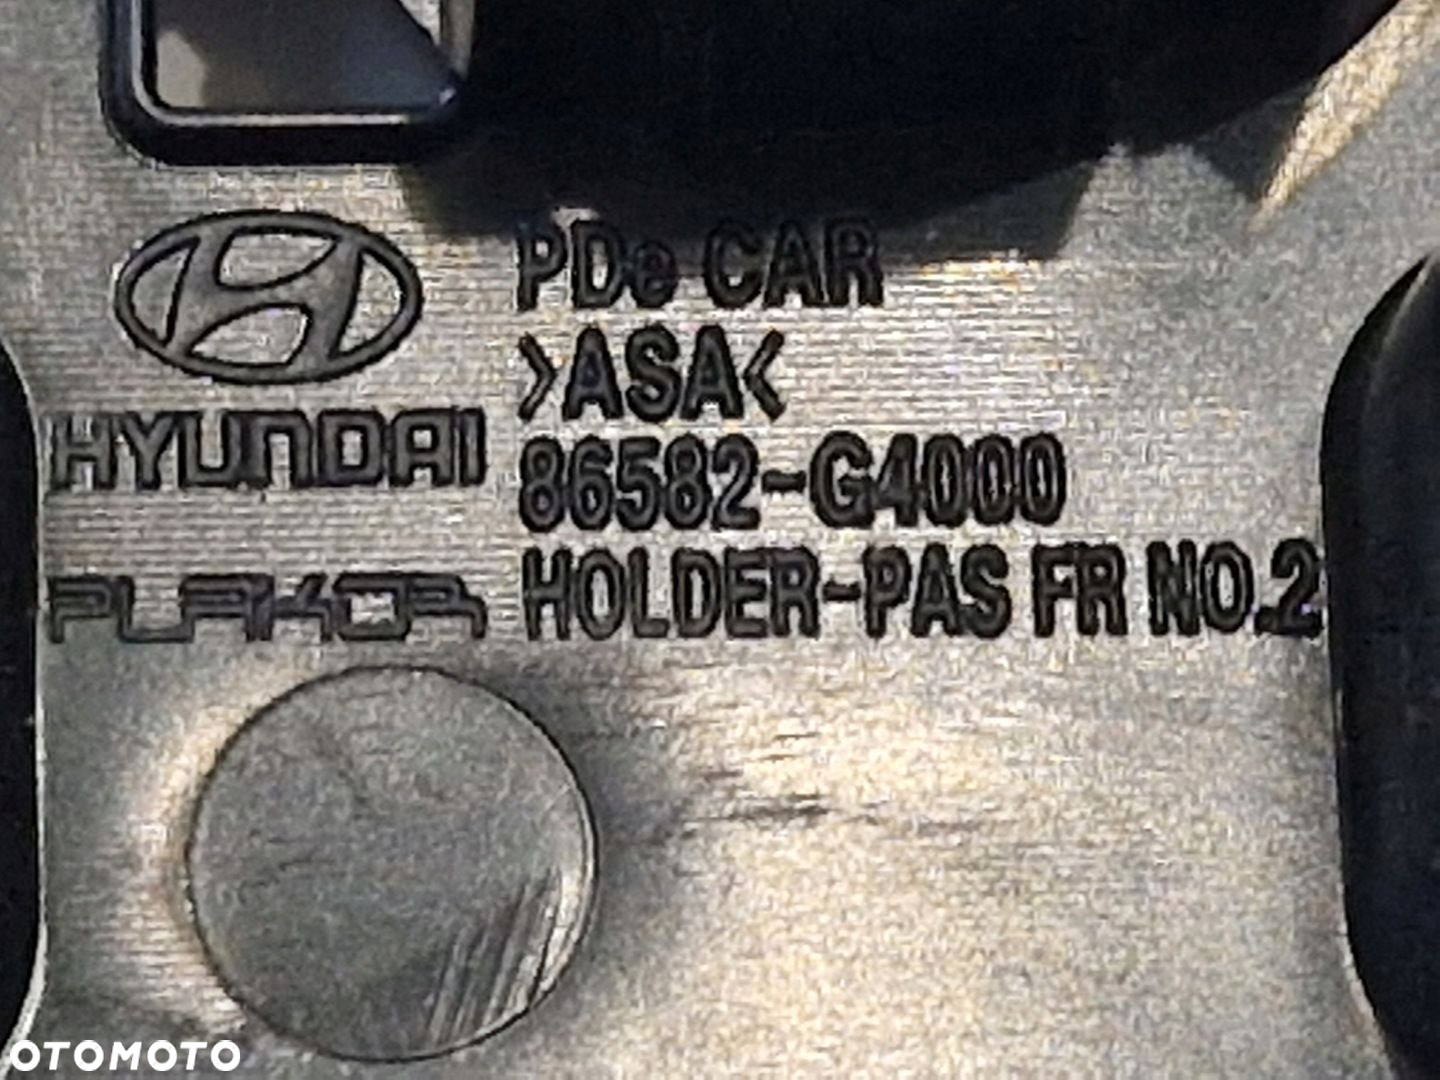 PDe CAR
>ASA<
HYUNDAI
86582-G4000
PLAKOR
HOLDER-PAS FR NO.2
OTOMOTO